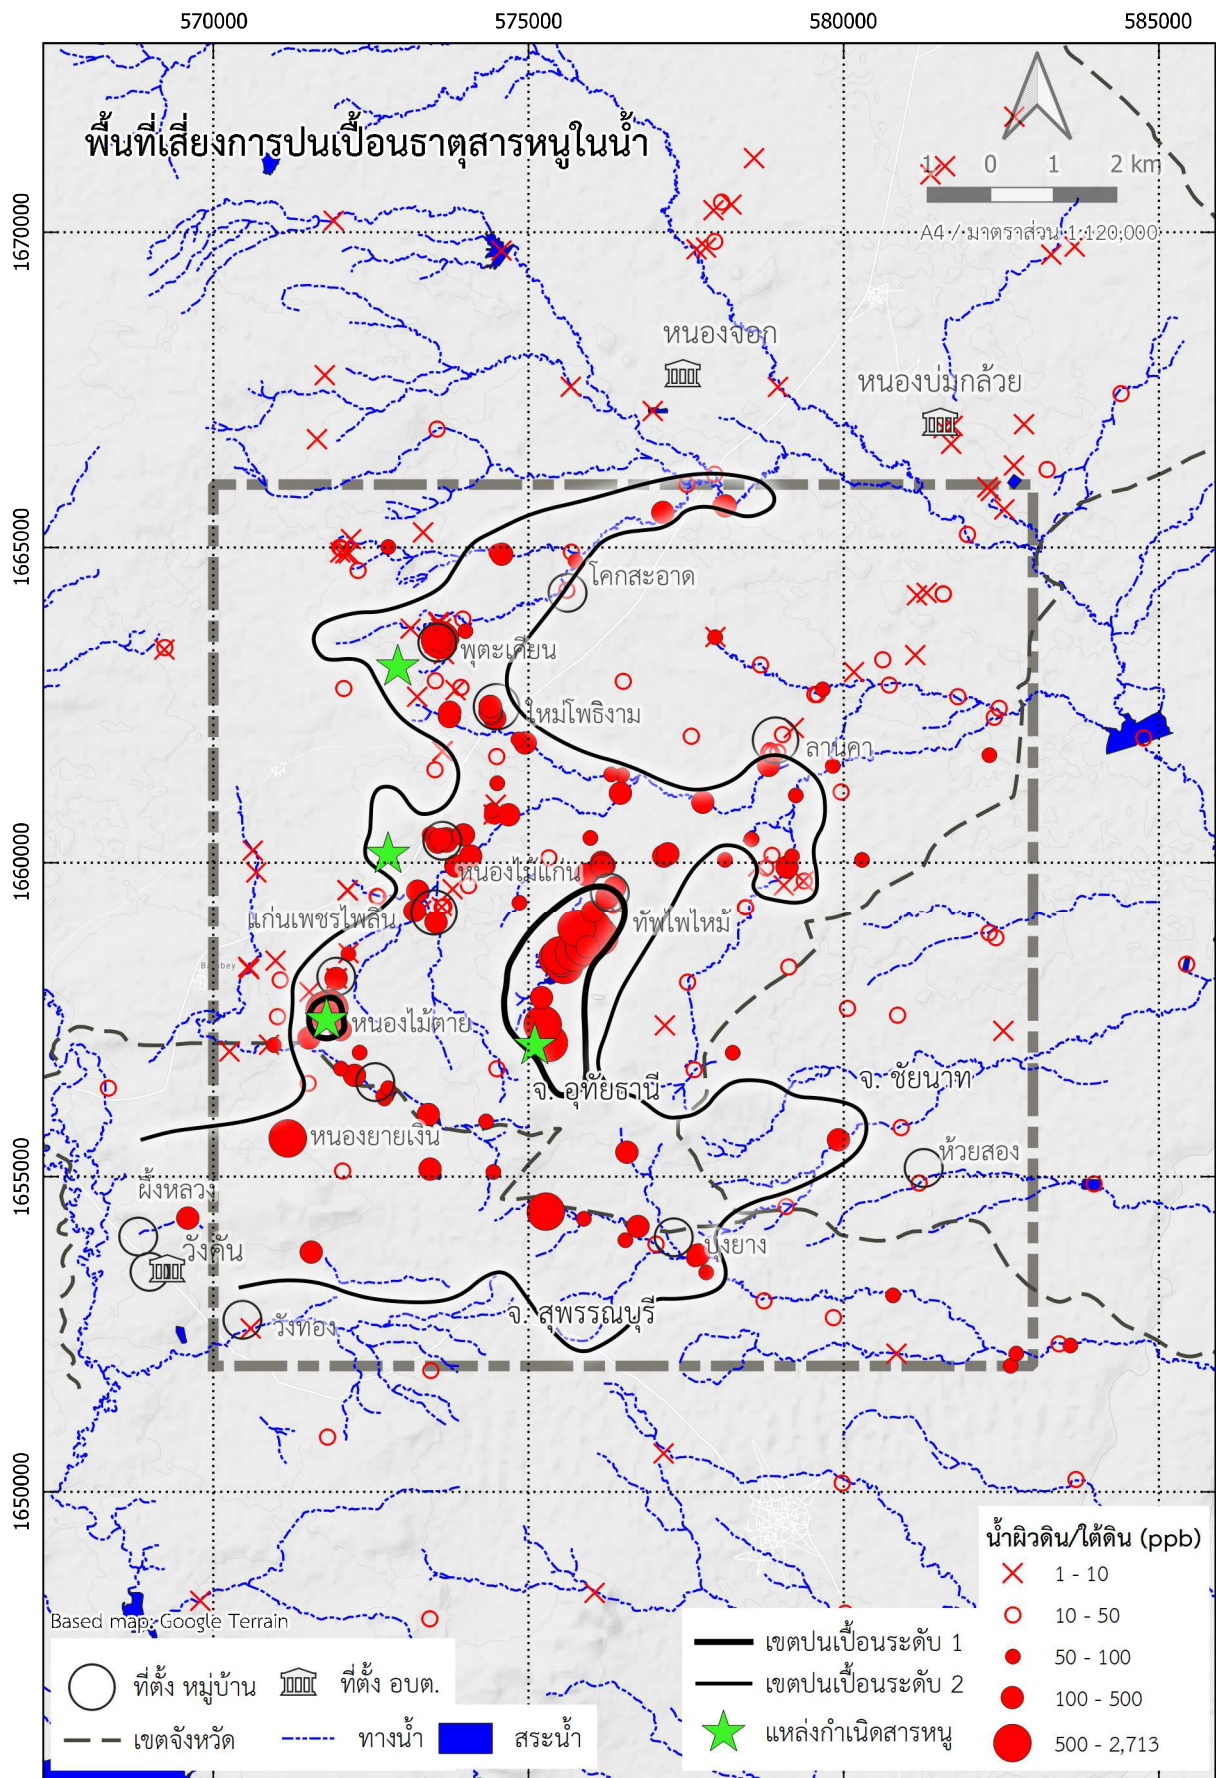 570000 575000 580000 585000
พื้นที่เสี่ยงการปนเปื้อนธาตุสารหนูในน้ำ
1 0 1 2 km
1670000
A4 / มาตราส่วน 1:120,000
หนองจอก
หนองบ่มกล้วย
1665000
โคกสะอาด
พุตะเคียน
ใหม่โพธิงาม
ลานคา
1660000
หนองไม้แก่น
แก่นเพชรไพลิน
ทัพไฟไหม้
หนองไม้ตาย
จ. อุทัยธานี
จ. ชัยนาท
หนองยายเงิน
ห้วยสอง
1655000
ผึ้งหลวง
วังคัน
บุ่งยาง
จ. สุพรรณบุรี
วังทอง
1650000
Based map: Google Terrain
ที่ตั้ง หมู่บ้าน
ที่ตั้ง อบต.
เขตจังหวัด
ทางน้ำ
สระน้ำ
เขตปนเปื้อนระดับ 1
เขตปนเปื้อนระดับ 2
แหล่งกำเนิดสารหนู
น้ำผิวดิน/ใต้ดิน (ppb)
1 - 10
10 - 50
50 - 100
100 - 500
500 - 2,713